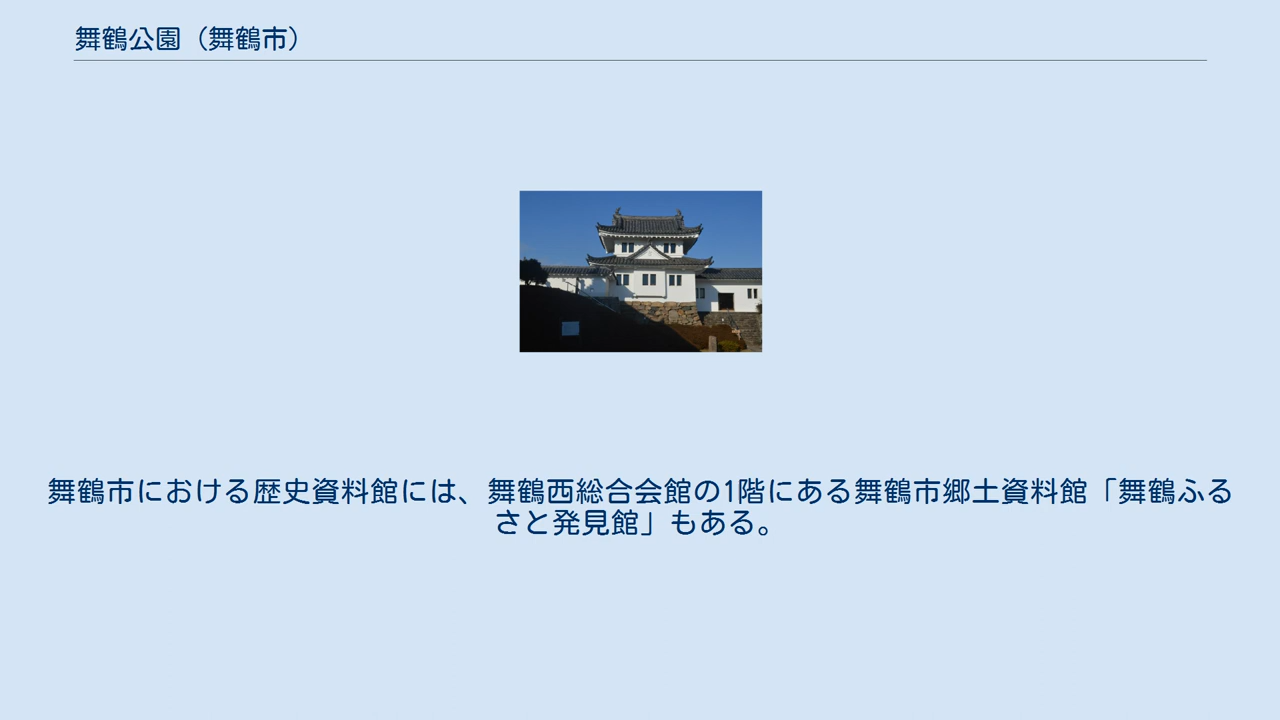 舞鶴公園（舞鶴市）
舞鶴市における歴史資料館には、舞鶴西総合会館の1階にある舞鶴市郷土資料館「舞鶴ふる
さと発見館」もある。